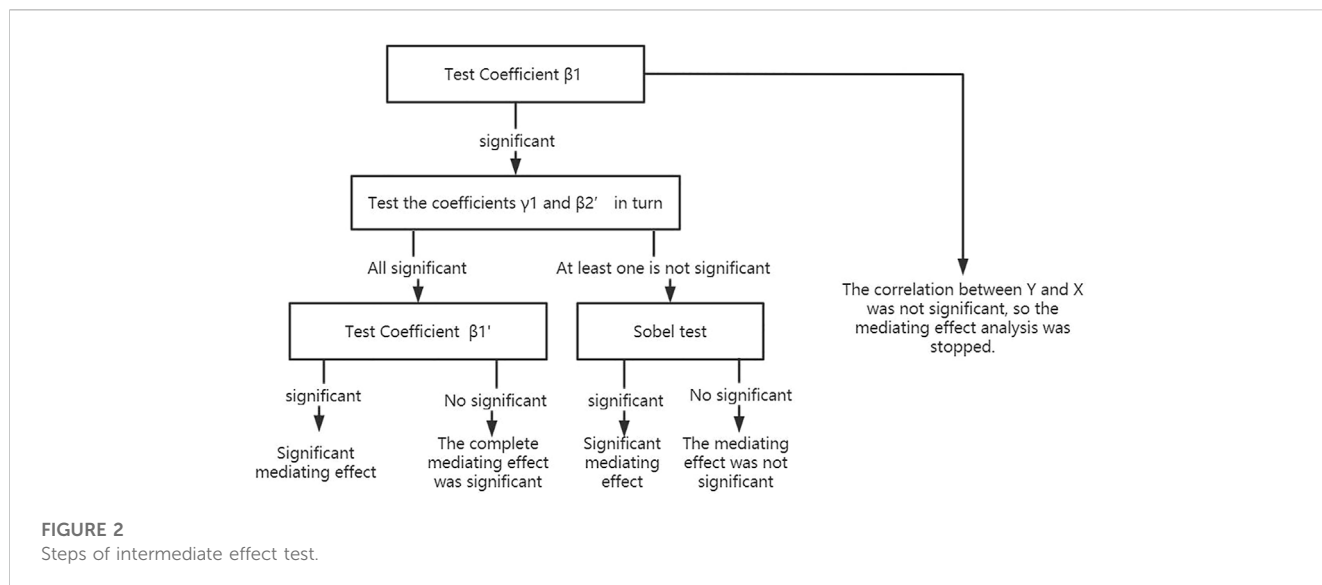 Test Coefficient β1
significant
Test the coefficients γ1 and β2′ in turn
All significant
At least one is not significant
The correlation between Y and X
was not significant, so the
mediating effect analysis was
stopped.
Test Coefficient β1'
Sobel test
significant
No significant
significant
No significant
Significant
mediating effect
The complete
mediating effect
was significant
Significant
mediating
effect
The mediating
effect was not
significant
FIGURE 2
Steps of intermediate effect test.